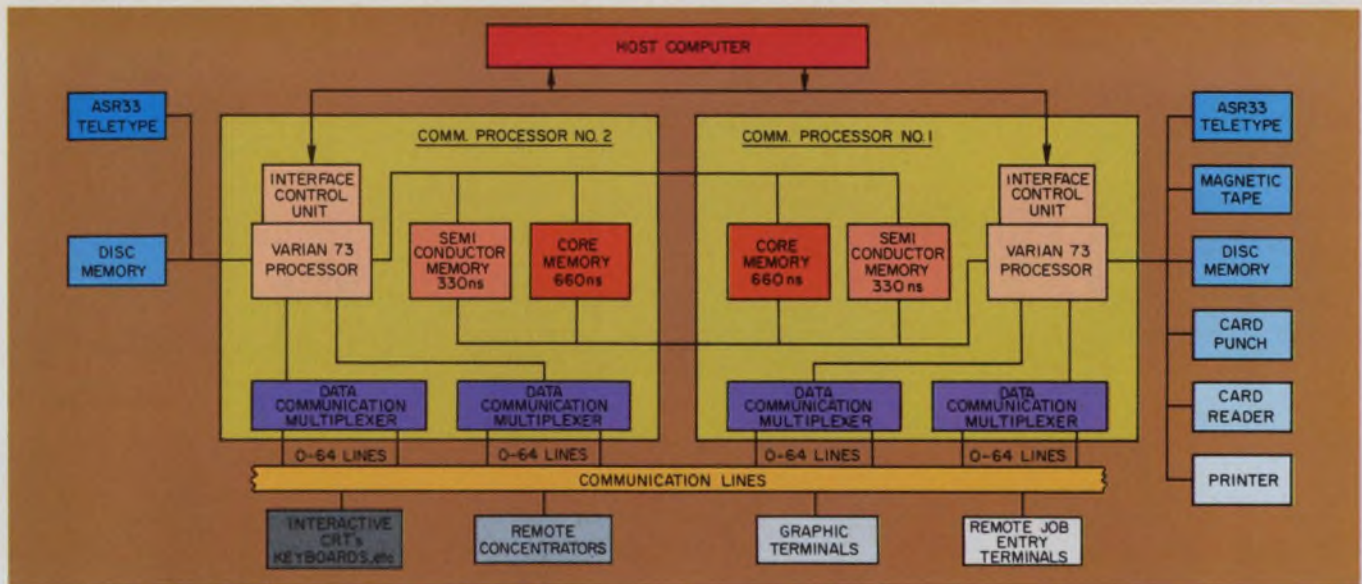 HOST COMPUTER
ASR33
TELETYPE
DISC
MEMORY
COMM. PROCESSOR NO. 2
INTERFACE
CONTROL
UNIT
VARIAN 73
PROCESSOR
SEMI
CONDUCTOR
MEMORY
330ns
CORE
MEMORY
660ns
DATA
COMMUNICATION
MULTIPLEXER
DATA
COMMUNICATION
MULTIPLEXER
0-64 LINES
0-64 LINES
COMM. PROCESSOR NO.1
CORE
MEMORY
660ns
SEMI
CONDUCTOR
MEMORY
330ns
INTERFACE
CONTROL
UNIT
VARIAN 73
PROCESSOR
DATA
COMMUNICATION
MULTIPLEXER
DATA
COMMUNICATION
MULTIPLEXER
0-64 LINES
0-64 LINES
ASR33
TELETYPE
MAGNETIC
TAPE
DISC
MEMORY
CARD
PUNCH
CARD
READER
PRINTER
COMMUNICATION LINES
INTERACTIVE
CRT's
KEYBOARDS,etc
REMOTE
CONCENTRATORS
GRAPHIC
TERMINALS
REMOTE JOB
ENTRY
TERMINALS